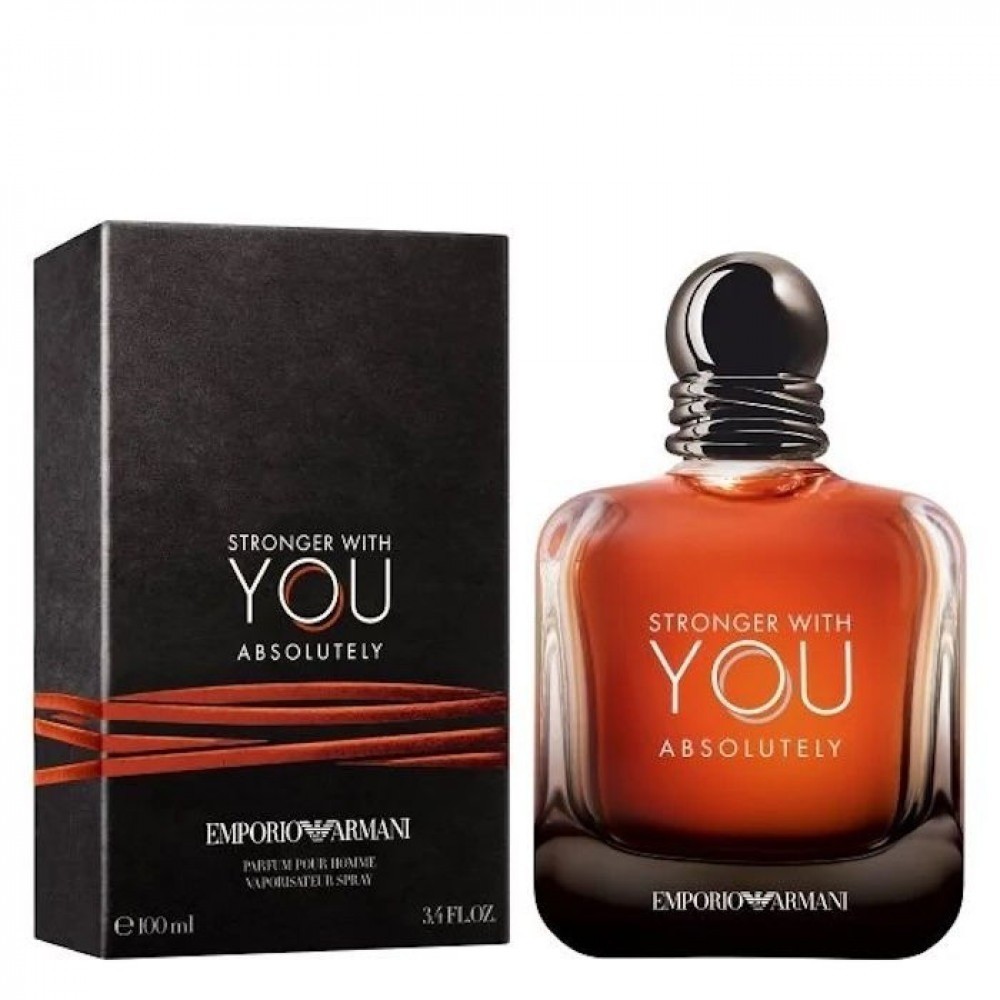 STRONGER WITH
YOU
ABSOLUTELY
EMPORIO ARMANI
PARFUM POUR HOMME
VAPORISATEUR SPRAY
℮100 ml
3.4 FL.OZ.
STRONGER WITH
YOU
ABSOLUTELY
EMPORIO ARMANI